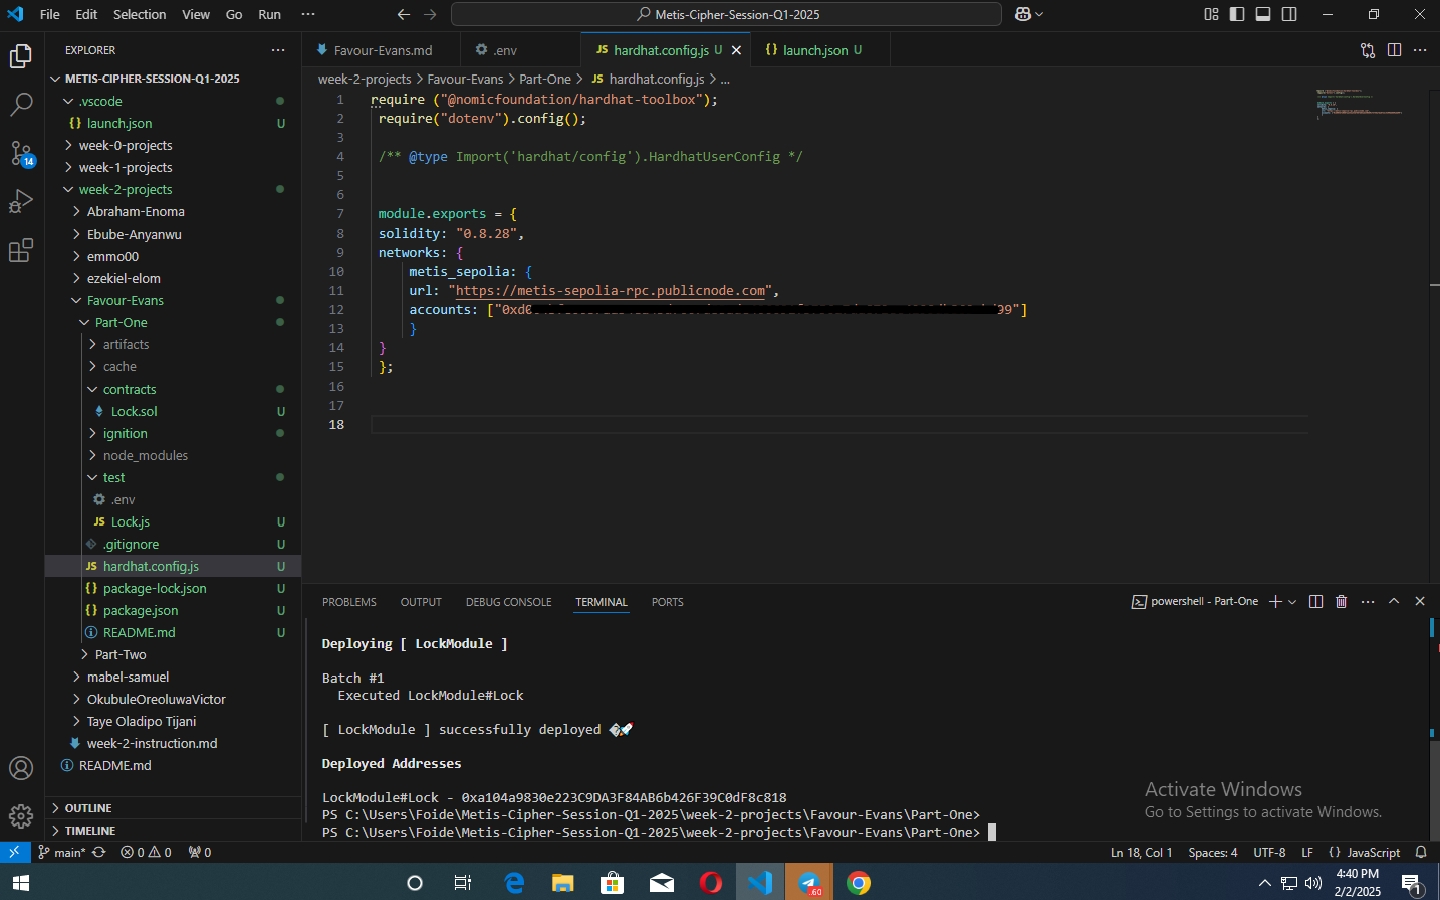 File Edit Selection View Go Run ··· Metis-Cipher-Session-Q1-2025
EXPLORER ···
METIS-CIPHER-SESSION-Q1-2025
.vscode
{} launch.json U
week-0-projects
14
week-1-projects
week-2-projects
Abraham-Enoma
Ebube-Anyanwu
emmo00
ezekiel-elom
Favour-Evans
Part-One
artifacts
cache
contracts
Lock.sol U
ignition
node_modules
test
.env
JS Lock.js U
.gitignore U
JS hardhat.config.js U
{} package-lock.json U
{} package.json U
README.md U
Part-Two
mabel-samuel
OkubuleOreoluwaVictor
Taye Oladipo Tijani
week-2-instruction.md
README.md
OUTLINE
TIMELINE
Favour-Evans.md .env JS hardhat.config.js U {} launch.json U
week-2-projects > Favour-Evans > Part-One > JS hardhat.config.js > ...
1 require ("@nomicfoundation/hardhat-toolbox");
2 require("dotenv").config();
3
4 /** @type Import('hardhat/config').HardhatUserConfig */
5
6
7 module.exports = {
8 solidity: "0.8.28",
9 networks: {
10 metis_sepolia: {
11 url: "https://metis-sepolia-rpc.publicnode.com",
12 accounts: ["0xd0 99"]
13 }
14 }
15 };
16
17
18
PROBLEMS OUTPUT DEBUG CONSOLE TERMINAL PORTS powershell - Part-One
Deploying [ LockModule ]
Batch #1
Executed LockModule#Lock
[ LockModule ] successfully deployed 🚀
Deployed Addresses
LockModule#Lock - 0xa104a9830e223C9DA3F84AB6b426F39C0dF8c818
PS C:\Users\Foide\Metis-Cipher-Session-Q1-2025\week-2-projects\Favour-Evans\Part-One>
PS C:\Users\Foide\Metis-Cipher-Session-Q1-2025\week-2-projects\Favour-Evans\Part-One>
Activate Windows
Go to Settings to activate Windows.
main* 0 0 0 Ln 18, Col 1 Spaces: 4 UTF-8 LF {} JavaScript
60
4:40 PM
2/2/2025
1